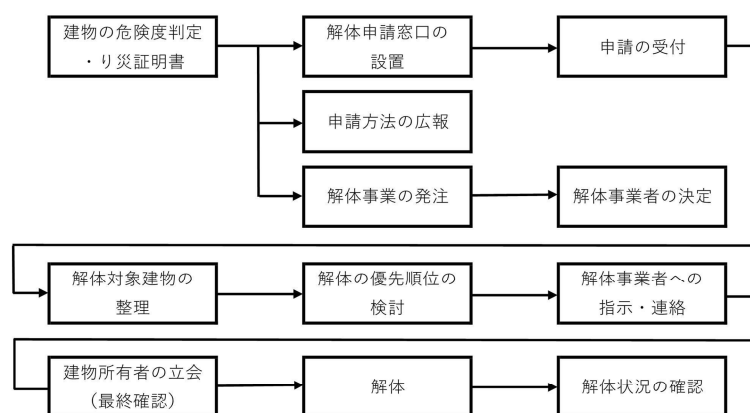 建物の危険度判定
・り災証明書
解体申請窓口の
設置
申請の受付
申請方法の広報
解体事業の発注
解体事業者の決定
解体対象建物の
整理
解体の優先順位の
検討
解体事業者への
指示・連絡
建物所有者の立会
（最終確認）
解体
解体状況の確認